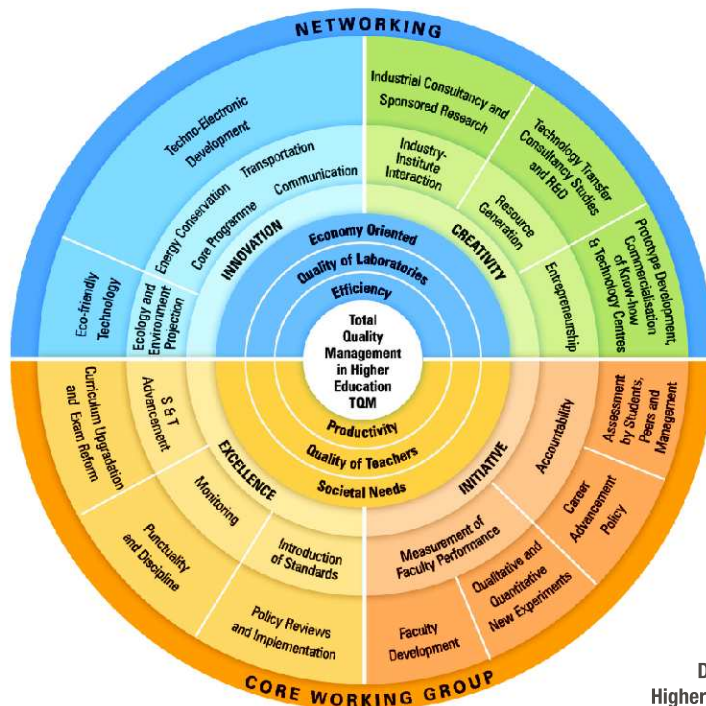 NETWORKING
Techno-Electronic
Development
Eco-friendly
Technology
Transportation
Energy Conservation
Communication
Core Programme
Ecology and
Environment
Projection
INNOVATION
Industrial Consultancy and
Sponsored Research
Technology Transfer
Consultancy Studies
and R&D
Prototype Development,
Commercialisation
of Know-how
& Technology Centres
Industry-
Institute
Interaction
Resource
Generation
Entrepreneurship
CREATIVITY
Economy Oriented
Quality of Laboratories
Efficiency
Total
Quality
Management
in Higher
Education
TQM
Productivity
Quality of Teachers
Societal Needs
EXCELLENCE
S & T
Advancement
Monitoring
Introduction
of Standards
Curriculum Upgradation
and Exam Reform
Punctuality
and Discipline
Policy Reviews
and Implementation
INITIATIVE
Accountability
Measurement of
Faculty Performance
Assessment
by Students,
Peers and
Management
Career
Advancement
Policy
Qualitative and
Quantitative
New Experiments
Faculty
Development
CORE WORKING GROUP
D
Higher